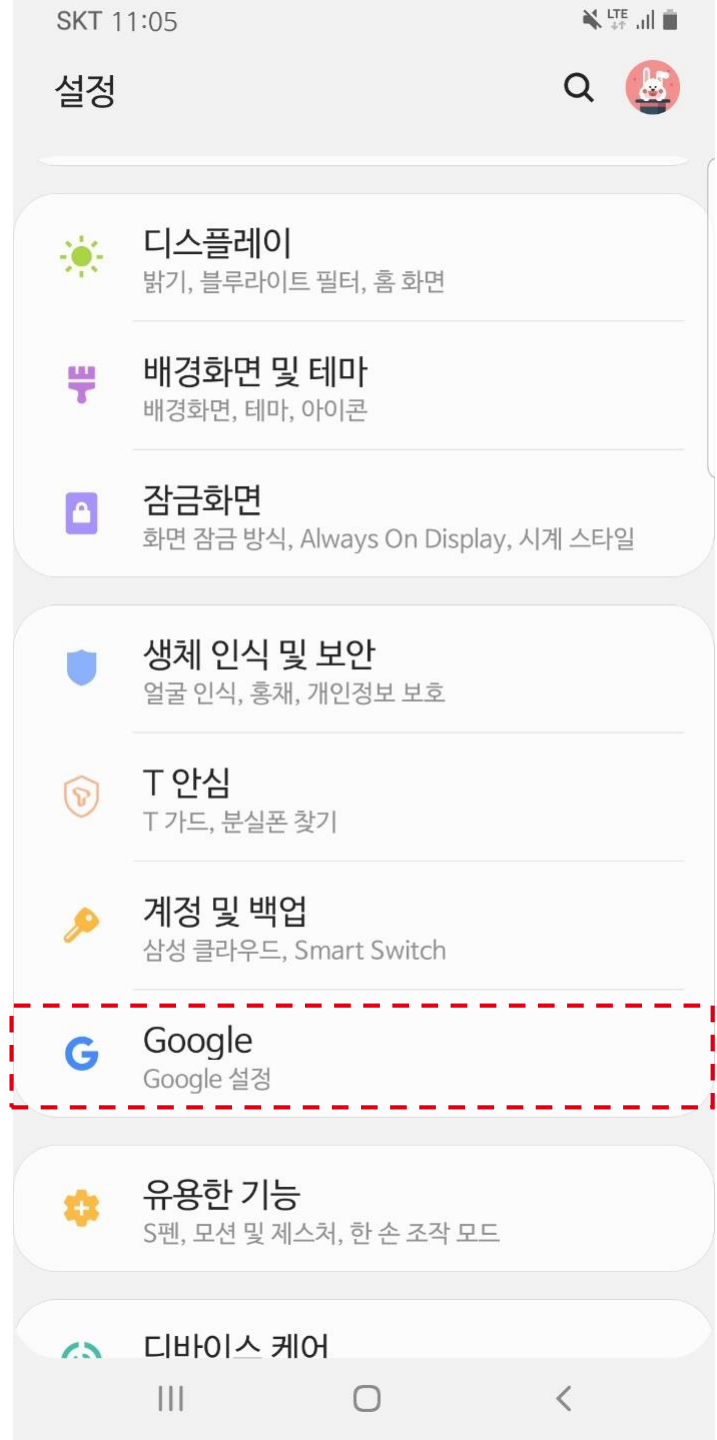 SKT 11:05
LTE
설정
디스플레이
밝기, 블루라이트 필터, 홈 화면
배경화면 및 테마
배경화면, 테마, 아이콘
잠금화면
화면 잠금 방식, Always On Display, 시계 스타일
생체 인식 및 보안
얼굴 인식, 홍채, 개인정보 보호
T 안심
T 가드, 분실폰 찾기
계정 및 백업
삼성 클라우드, Smart Switch
Google
Google 설정
유용한 기능
S펜, 모션 및 제스처, 한 손 조작 모드
디바이스 케어